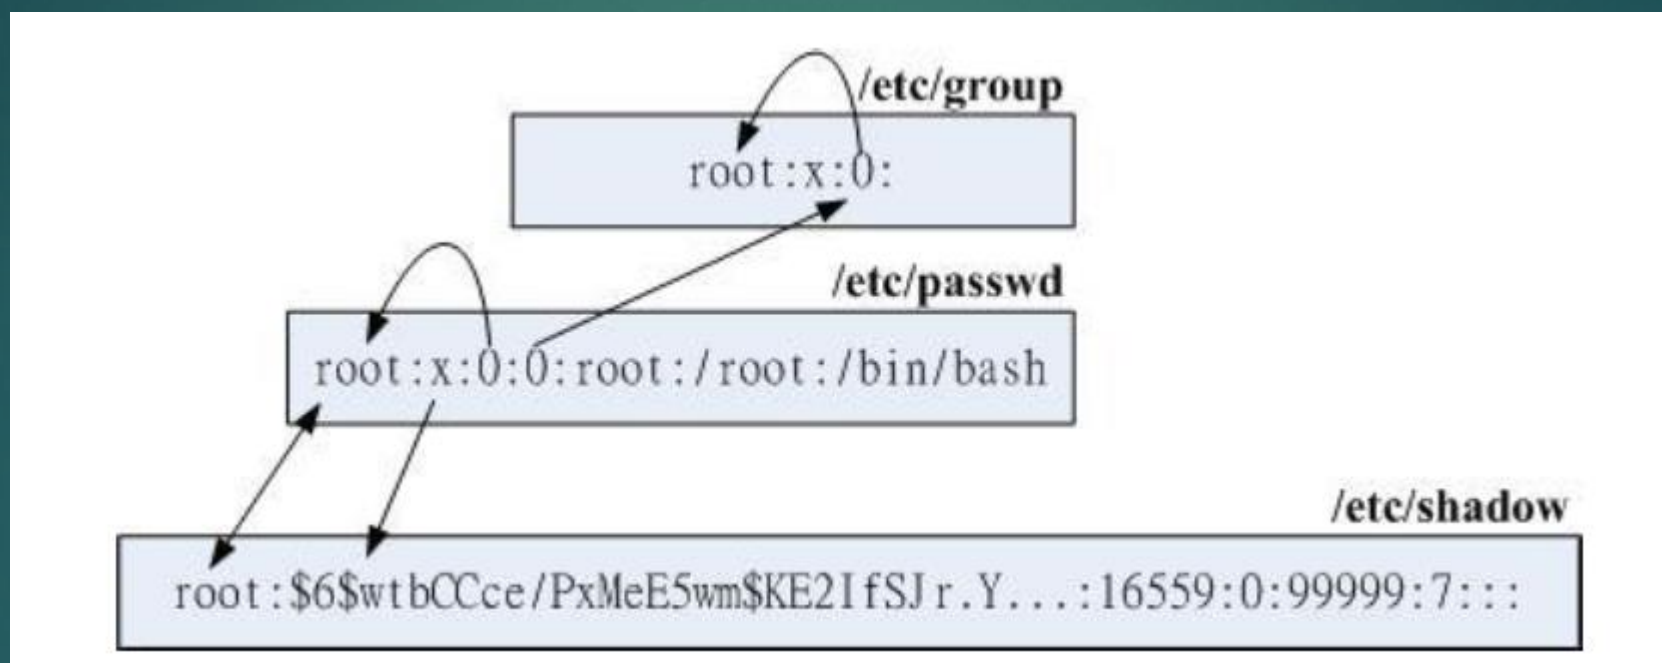 /etc/group
root:x:0:
/etc/passwd
root:x:0:0:root:/root:/bin/bash
/etc/shadow
root:$6$wtbCCce/PxMeE5wm$KE2IfSJr.Y...:16559:0:99999:7:::